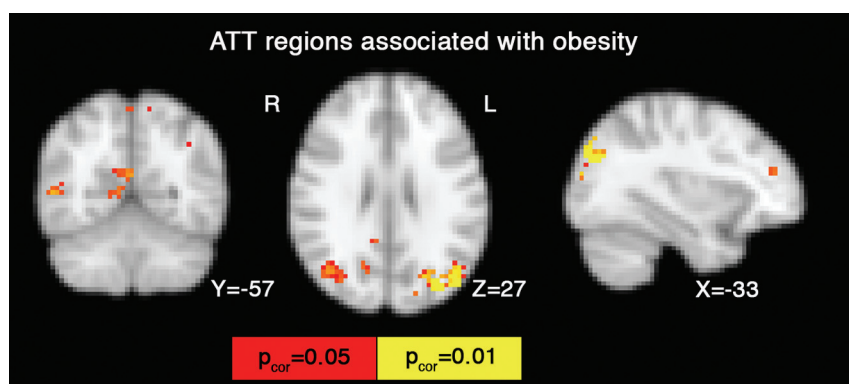 ATT regions associated with obesity
R L
Y=-57 Z=27 X=-33
pcor=0.05 pcor=0.01